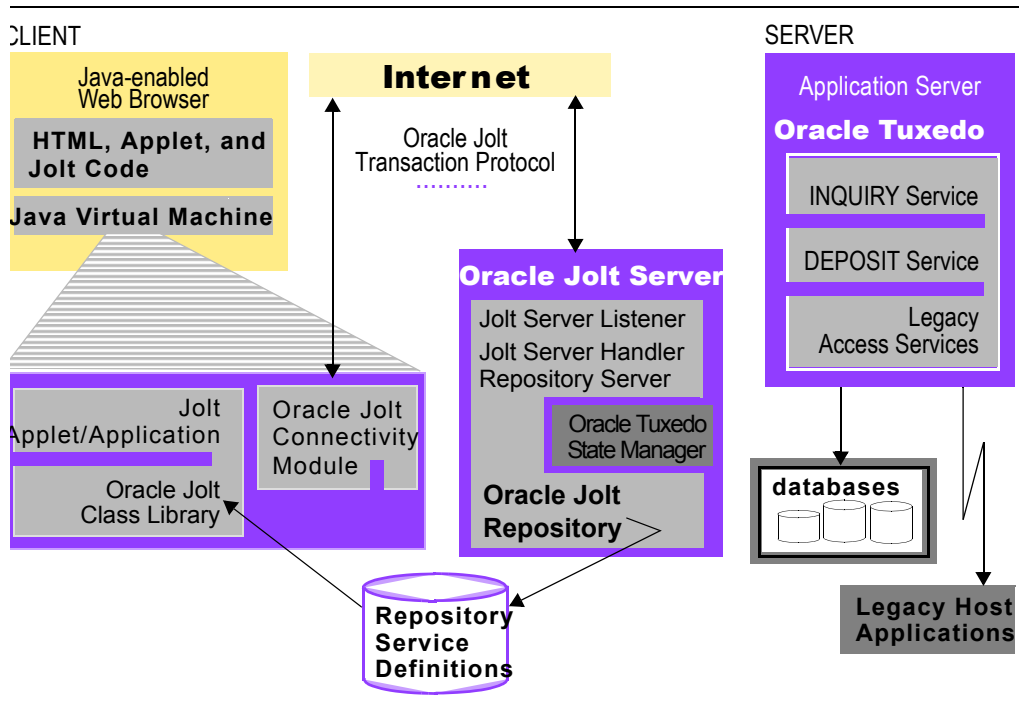 CLIENT
Java-enabled
Web Browser
HTML, Applet, and
Jolt Code
Java Virtual Machine
Internet
Oracle Jolt
Transaction Protocol
SERVER
Application Server
Oracle Tuxedo
INQUIRY Service
DEPOSIT Service
Legacy
Access Services
Oracle Jolt Server
Jolt Server Listener
Jolt Server Handler
Repository Server
Oracle Tuxedo
State Manager
Oracle Jolt
Repository
Jolt
Applet/Application
Oracle Jolt
Class Library
Oracle Jolt
Connectivity
Module
databases
Repository
Service
Definitions
Legacy Host
Applications